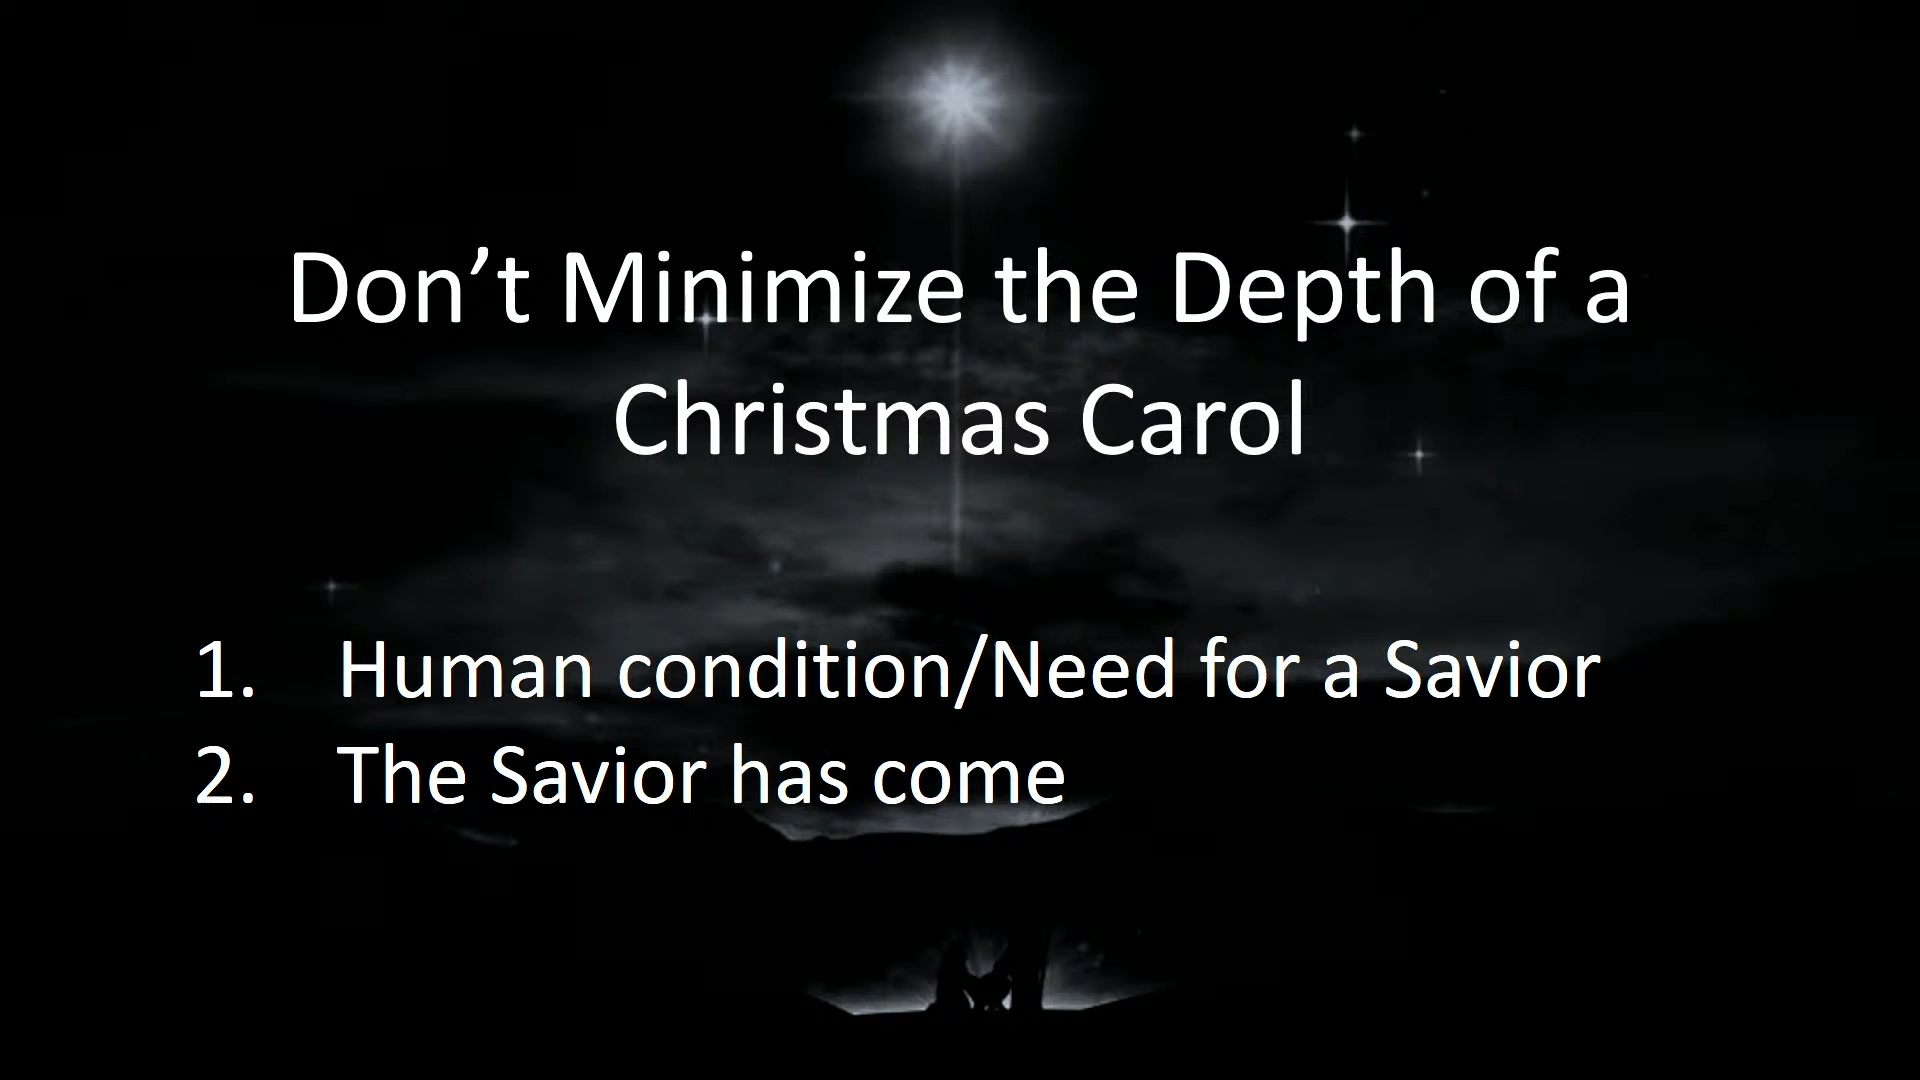 Don’t Minimize the Depth of a
Christmas Carol
1. Human condition/Need for a Savior
2. The Savior has come